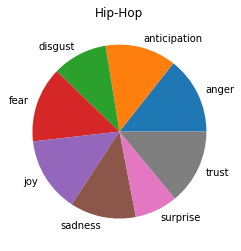 Hip-Hop
anticipation
disgust
anger
fear
trust
joy
surprise
sadness